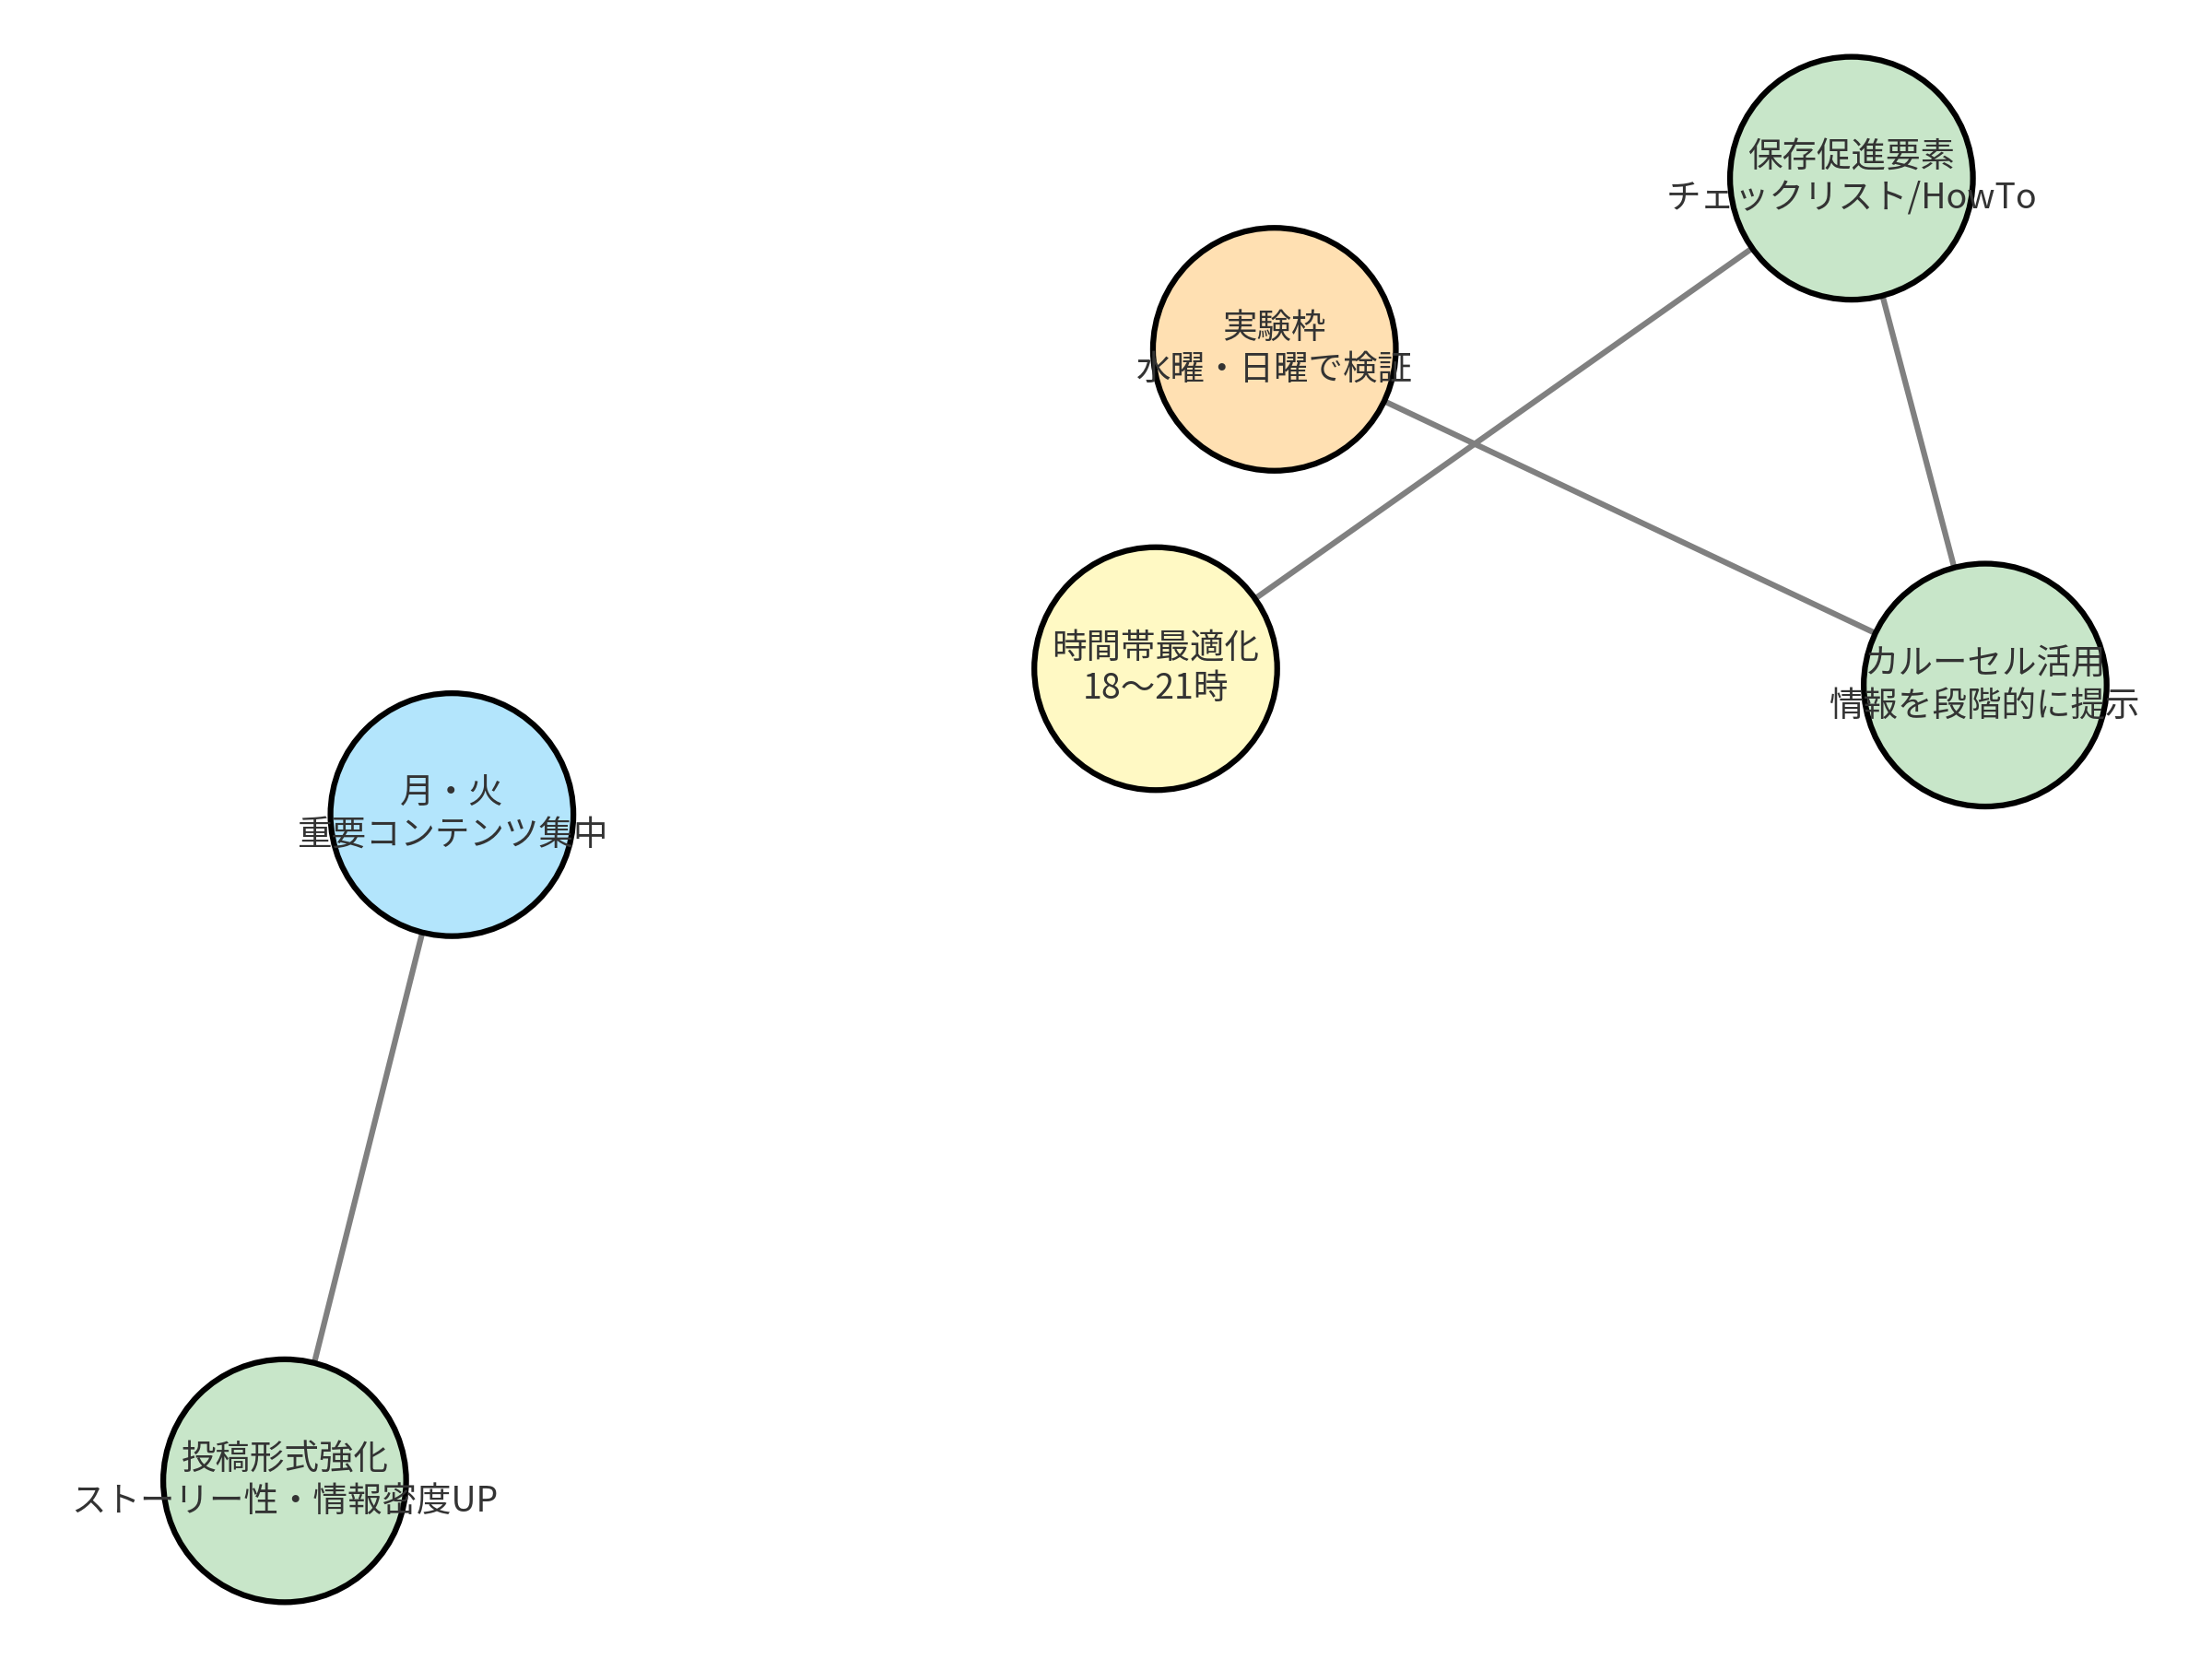 保存促進要素
チェックリスト/HowTo
実験枠
水曜・日曜で検証
時間帯最適化
18～21時
カルーセル活用
情報を段階的に提示
月・火
重要コンテンツ集中
投稿形式強化
ストーリー性・情報密度UP